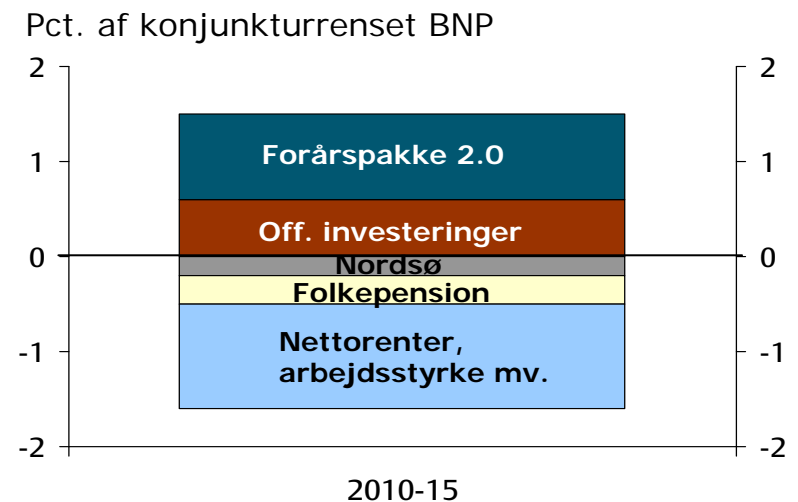 Pct. af konjunkturrenset BNP
2 2
Forårspakke 2.0
1 1
Off. investeringer
0 0
Nordsø
Folkepension
Nettorenter,
-1 -1
arbejdsstyrke mv.
-2 -2
2010-15